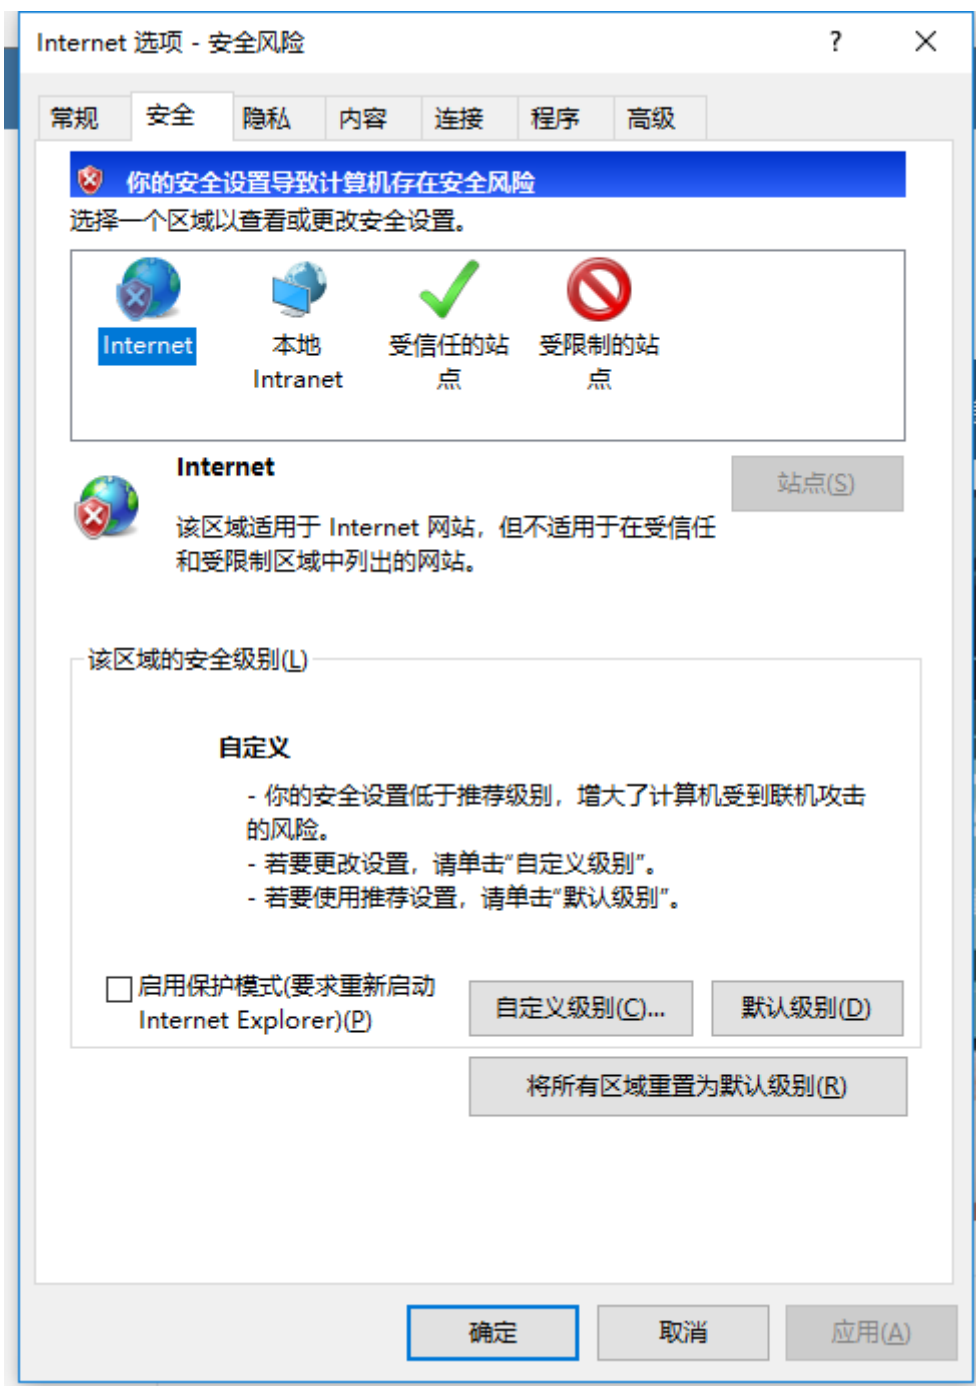 Internet 选项 - 安全风险
?
常规 安全 隐私 内容 连接 程序 高级
你的安全设置导致计算机存在安全风险
选择一个区域以查看或更改安全设置。
Internet
本地
Intranet
受信任的站
点
受限制的站
点
Internet
站点(S)
该区域适用于 Internet 网站，但不适用于在受信任
和受限制区域中列出的网站。
该区域的安全级别(L)
自定义
- 你的安全设置低于推荐级别，增大了计算机受到联机攻击
的风险。
- 若要更改设置，请单击“自定义级别”。
- 若要使用推荐设置，请单击“默认级别”。
启用保护模式(要求重新启动
Internet Explorer)(P)
自定义级别(C)...
默认级别(D)
将所有区域重置为默认级别(R)
确定 取消 应用(A)